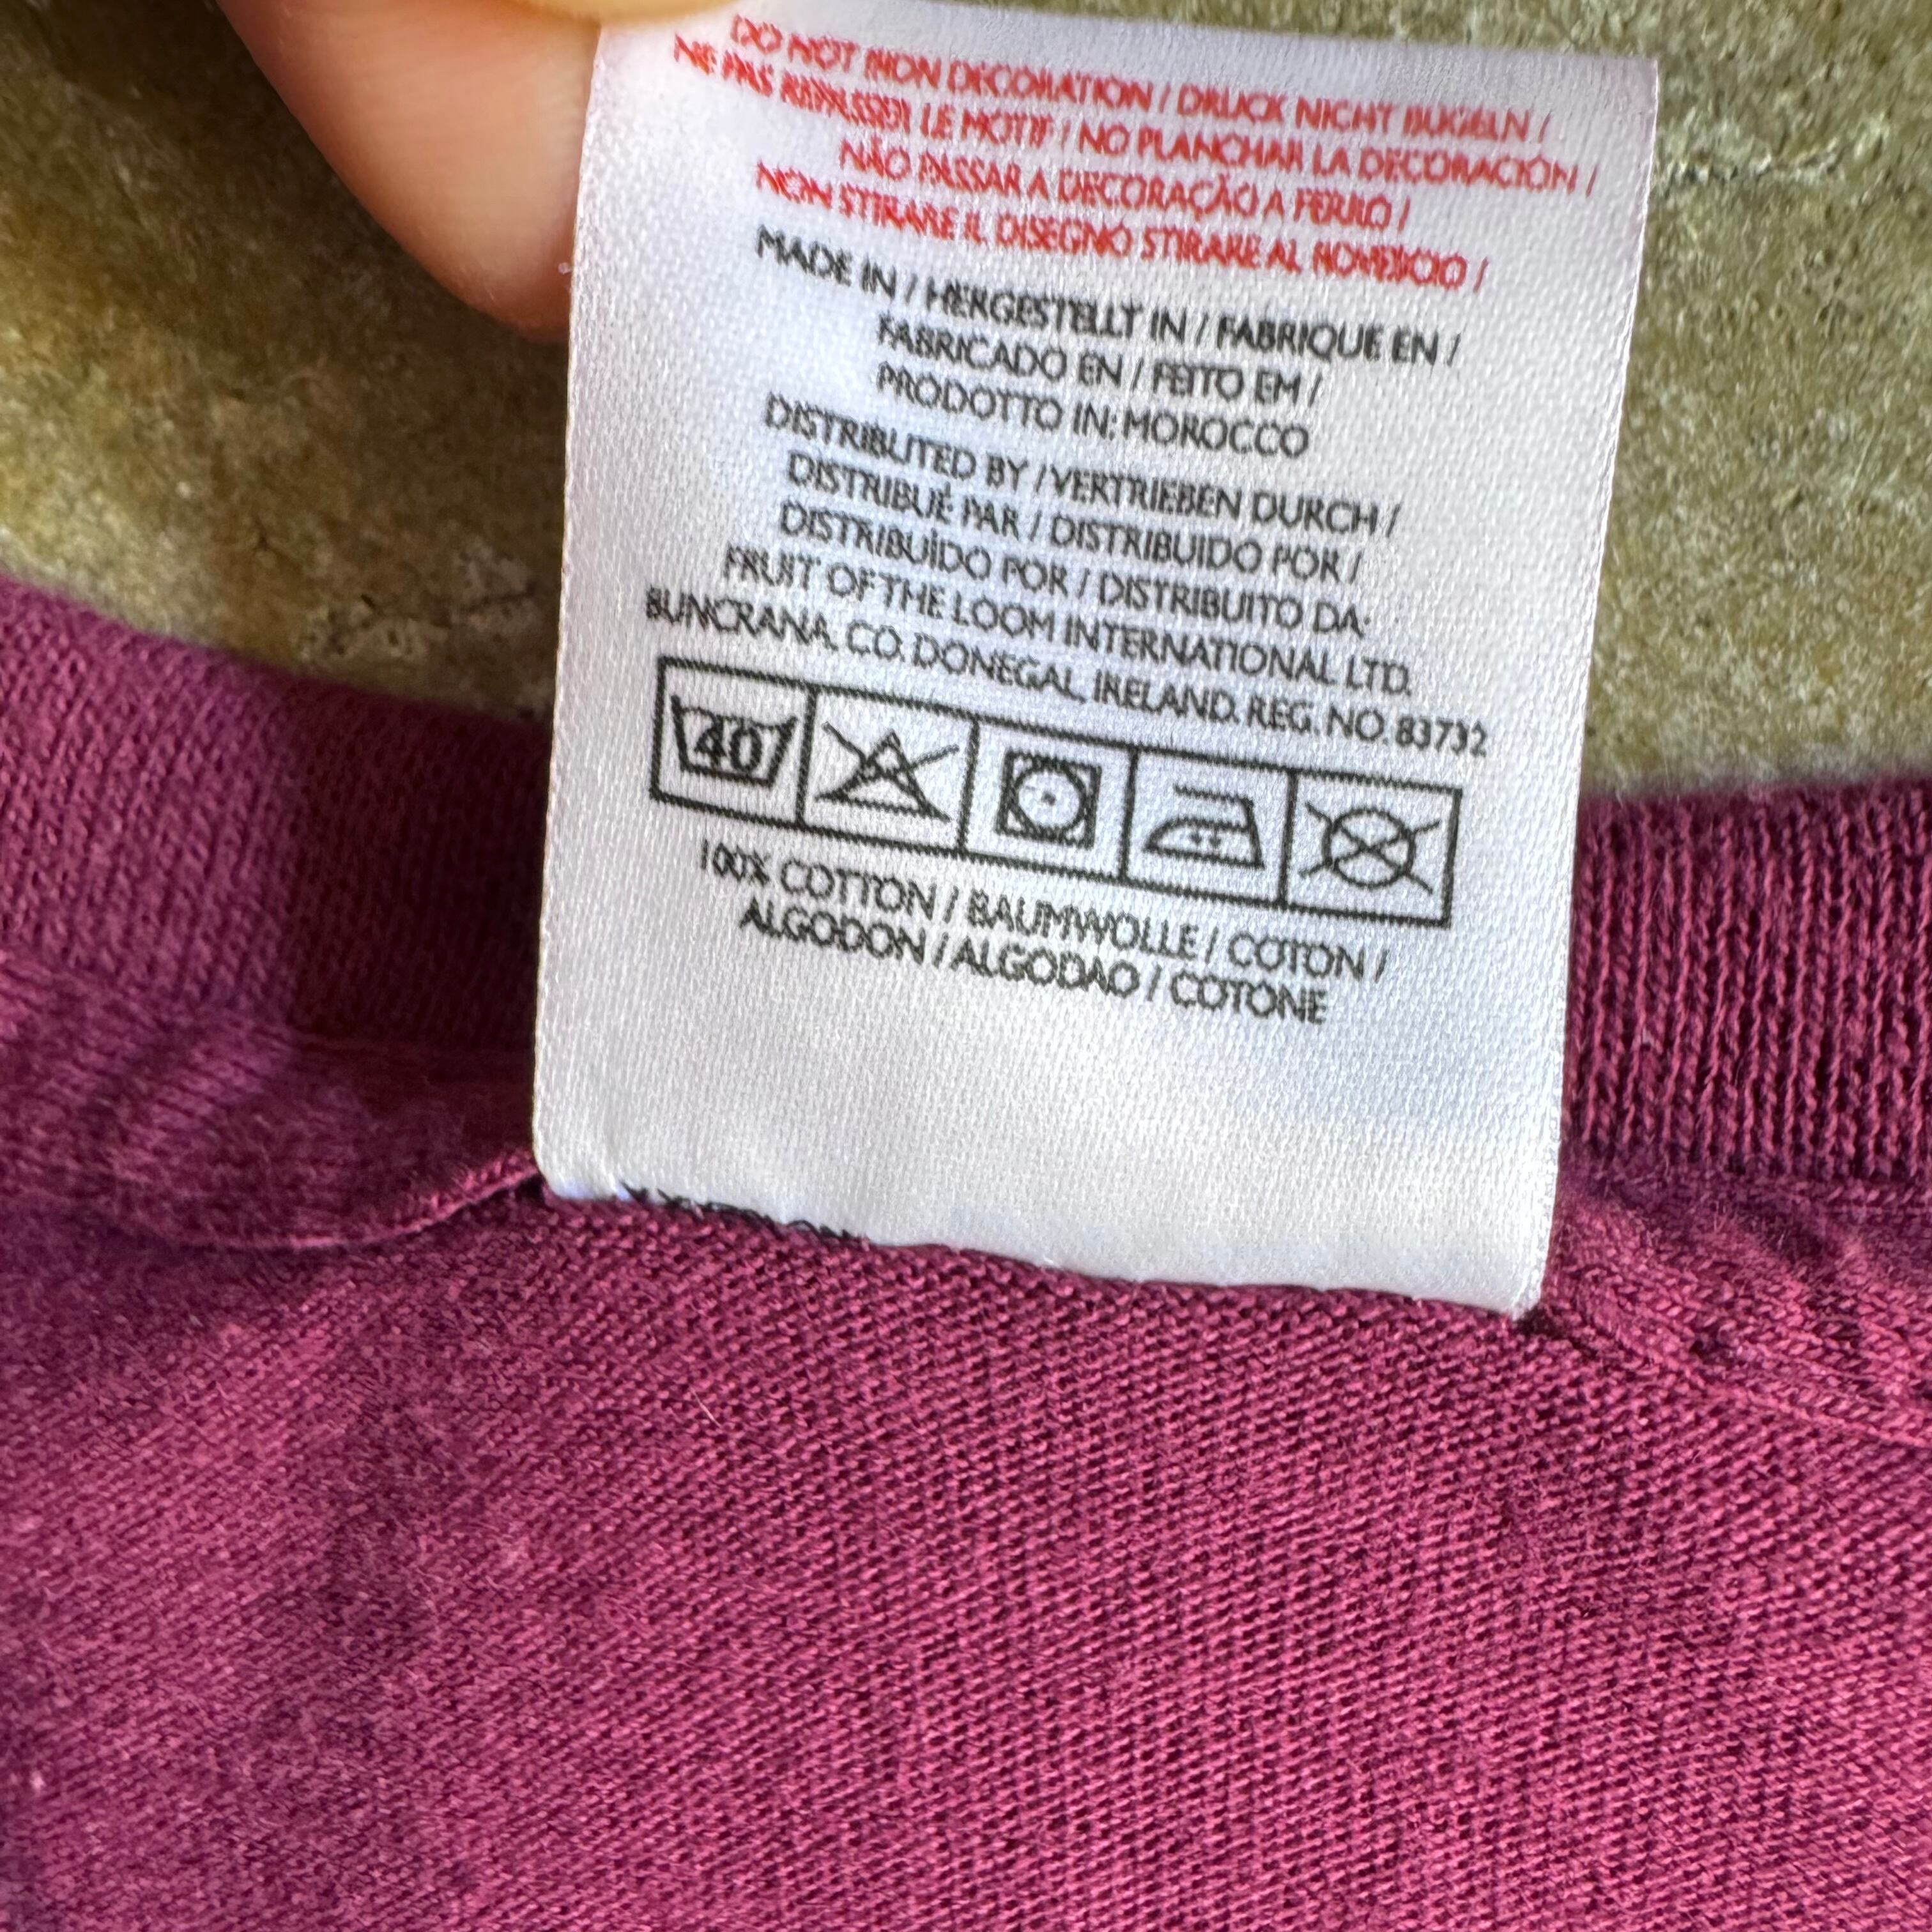 DO NOT IRON DECORATION / DRUCK NICHT BUGELN /
NE PAS REPASSER LE MOTIF / NO PLANCHAR LA DECORACIÓN /
NÃO PASSAR A DECORAÇÃO A FERRO /
NON STIRARE IL DISEGNO STIRARE AL ROVESCIO /
MADE IN / HERGESTELLT IN / FABRIQUE EN /
FABRICADO EN / FEITO EM /
PRODOTTO IN: MOROCCO
DISTRIBUTED BY / VERTRIEBEN DURCH /
DISTRIBUÉ PAR / DISTRIBUIDO POR /
DISTRIBUÍDO POR / DISTRIBUITO DA:
FRUIT OF THE LOOM INTERNATIONAL LTD.
BUNCRANA. CO. DONEGAL, IRELAND. REG. NO. 83732
40
100% COTTON / BAUMWOLLE / COTON /
ALGODON / ALGODAO / COTONE